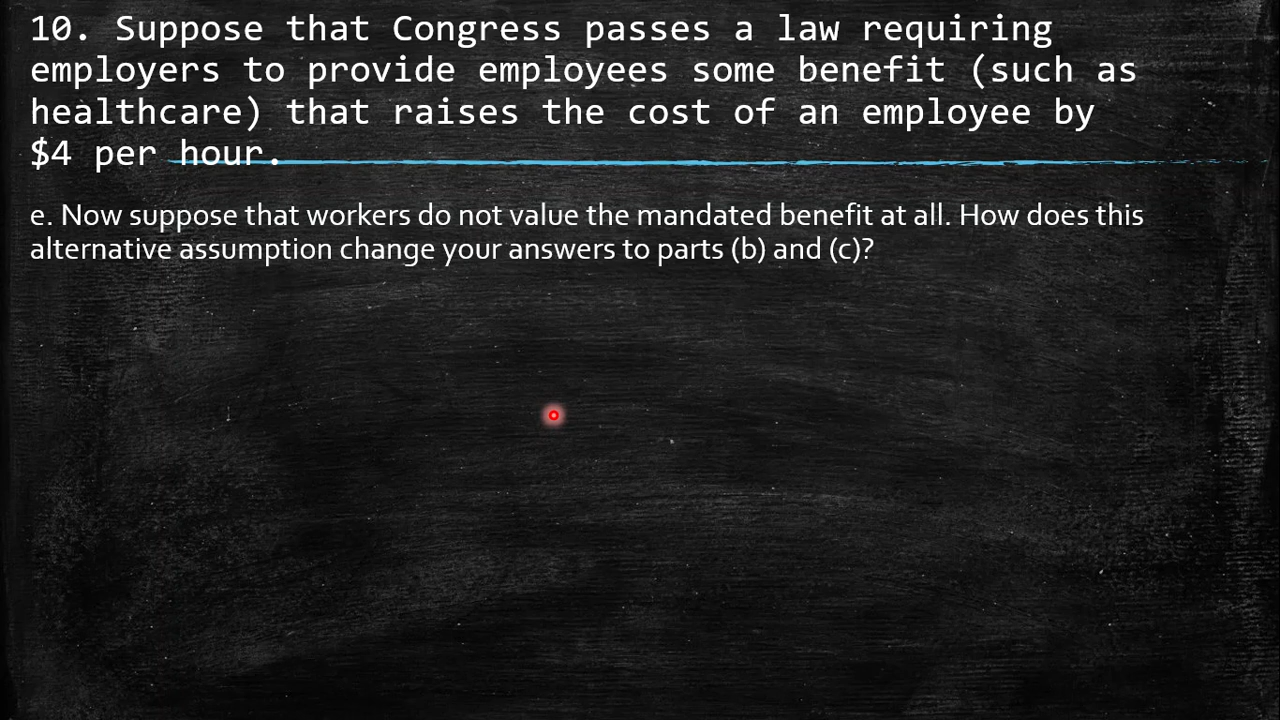 10. Suppose that Congress passes a law requiring
employers to provide employees some benefit (such as
healthcare) that raises the cost of an employee by
$4 per hour.
e. Now suppose that workers do not value the mandated benefit at all. How does this
alternative assumption change your answers to parts (b) and (c)?